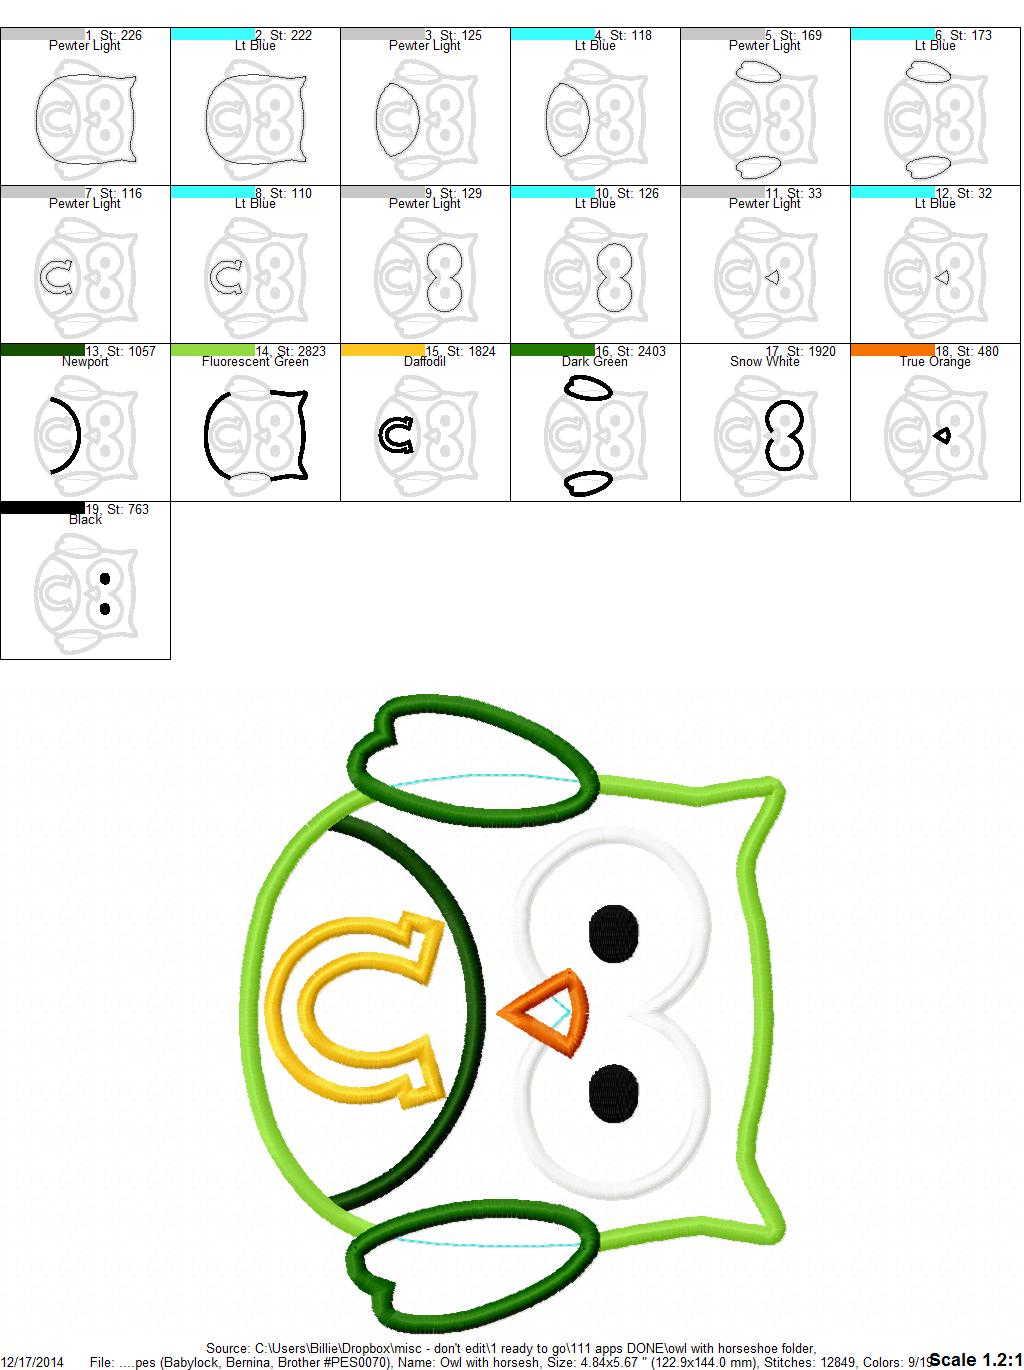 1, St: 226
Pewter Light
2, St: 222
Lt Blue
3, St: 125
Pewter Light
4, St: 118
Lt Blue
5, St: 169
Pewter Light
6, St: 173
Lt Blue
7, St: 116
Pewter Light
8, St: 110
Lt Blue
9, St: 129
Pewter Light
10, St: 126
Lt Blue
11, St: 33
Pewter Light
12, St: 32
Lt Blue
13, St: 1057
Newport
14, St: 2823
Fluorescent Green
15, St: 1824
Daffodil
16, St: 2403
Dark Green
17, St: 1920
Snow White
18, St: 480
True Orange
19, St: 763
Black
Source: C:\Users\Billie\Dropbox\misc - don't edit\1 ready to go\111 apps DONE\owl with horseshoe folder,
12/17/2014 File: ....pes (Babylock, Bernina, Brother #PES0070), Name: Owl with horsesh, Size: 4.84x5.67 " (122.9x144.0 mm), Stitches: 12849, Colors: 9/19 Scale 1.2:1